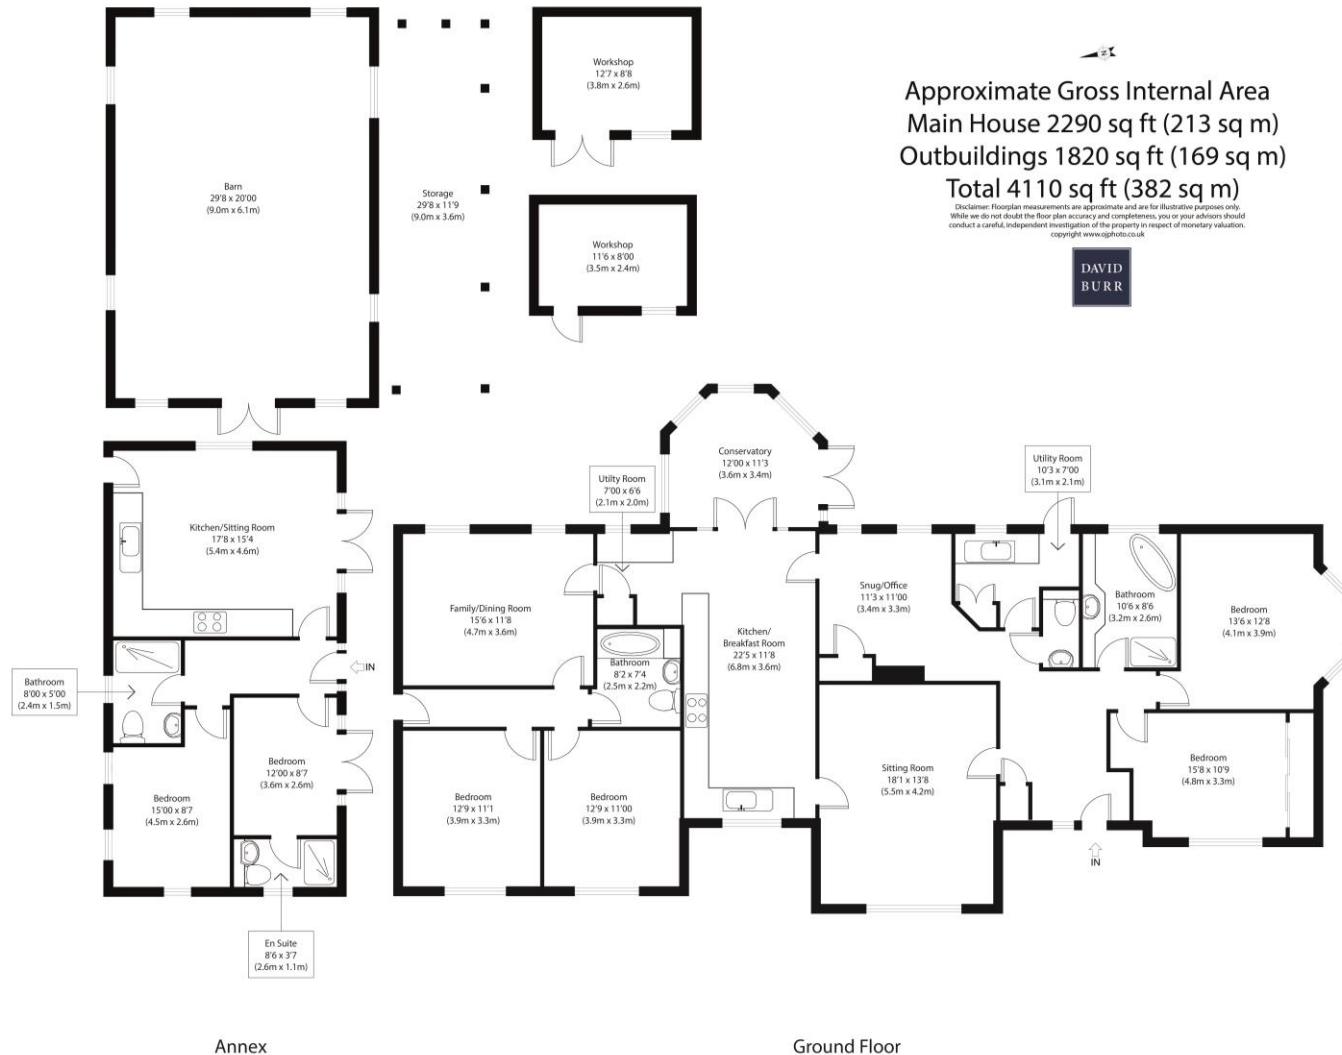 Approximate Gross Internal Area
Main House 2290 sq ft (213 sq m)
Outbuildings 1820 sq ft (169 sq m)
Total 4110 sq ft (382 sq m)
Disclaimer: Floorplan measurements are approximate and are for illustrative purposes only.
While we do not doubt the floor plan accuracy and completeness, you or your advisors should
conduct a careful, independent investigation of the property in respect of monetary valuation.
copyright www.ojphoto.co.uk
DAVID
BURR
N
Barn
29'8 x 20'00
(9.0m x 6.1m)
Storage
29'8 x 11'9
(9.0m x 3.6m)
Workshop
12'7 x 8'8
(3.8m x 2.6m)
Workshop
11'6 x 8'00
(3.5m x 2.4m)
Kitchen/Sitting Room
17'8 x 15'4
(5.4m x 4.6m)
IN
Bathroom
8'00 x 5'00
(2.4m x 1.5m)
Bedroom
12'00 x 8'7
(3.6m x 2.6m)
Bedroom
15'00 x 8'7
(4.5m x 2.6m)
En Suite
8'6 x 3'7
(2.6m x 1.1m)
Annex
Conservatory
12'00 x 11'3
(3.6m x 3.4m)
Utilty Room
7'00 x 6'6
(2.1m x 2.0m)
Utility Room
10'3 x 7'00
(3.1m x 2.1m)
Family/Dining Room
15'6 x 11'8
(4.7m x 3.6m)
Kitchen/
Breakfast Room
22'5 x 11'8
(6.8m x 3.6m)
Snug/Office
11'3 x 11'00
(3.4m x 3.3m)
Bathroom
10'6 x 8'6
(3.2m x 2.6m)
Bedroom
13'6 x 12'8
(4.1m x 3.9m)
Bathroom
8'2 x 7'4
(2.5m x 2.2m)
Bedroom
12'9 x 11'1
(3.9m x 3.3m)
Bedroom
12'9 x 11'00
(3.9m x 3.3m)
Sitting Room
18'1 x 13'8
(5.5m x 4.2m)
Bedroom
15'8 x 10'9
(4.8m x 3.3m)
IN
Ground Floor